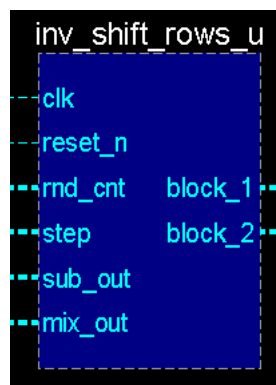 inv_shift_rows_u
clk
reset_n
rnd_cnt block_1
step block_2
sub_out
mix_out